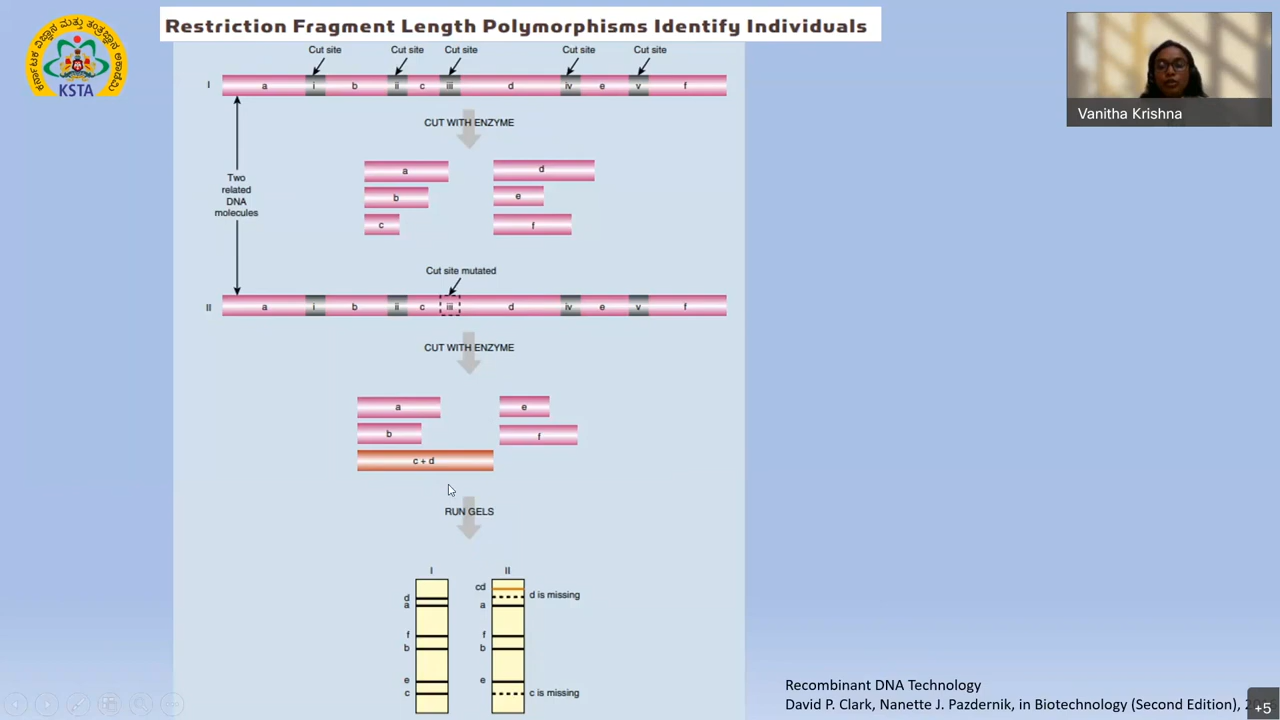 Restriction Fragment Length Polymorphisms Identify Individuals
KSTA
Vanitha Krishna
Cut site Cut site Cut site Cut site Cut site
I a i b ii c iii d iv e v f
CUT WITH ENZYME
a d
b e
c f
Two
related
DNA
molecules
Cut site mutated
II a i b ii c iii d iv e v f
CUT WITH ENZYME
a e
b f
c + d
RUN GELS
I II
cd
d d is missing
a a
f f
b b
e e
c c is missing
Recombinant DNA Technology
David P. Clark, Nanette J. Pazdernik, in Biotechnology (Second Edition),
+5